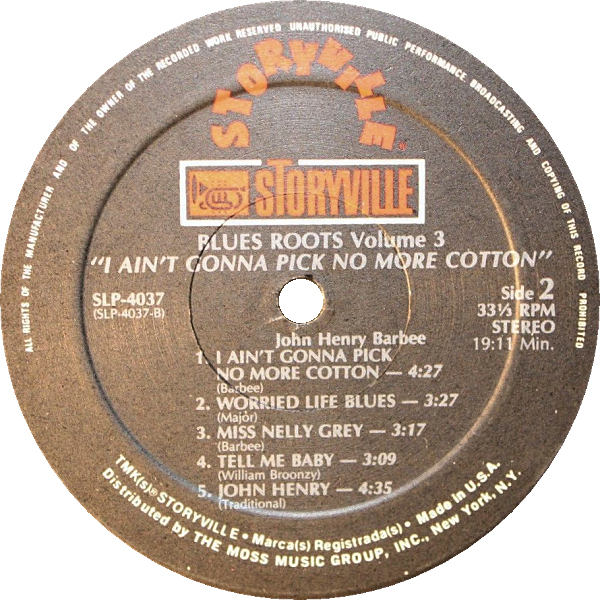 ALL RIGHTS OF THE MANUFACTURER AND OF THE OWNER OF THE RECORDED WORK RESERVED UNAUTHORISED PUBLIC PERFORMANCE BROADCASTING AND COPYING OF THIS RECORD PROHIBITED
STORYVILLE®
STORYVILLE
BLUES ROOTS Volume 3
"I AIN'T GONNA PICK NO MORE COTTON"
SLP-4037
(SLP-4037-B)
Side 2
33⅓ RPM
STEREO
19:11 Min.
John Henry Barbee
1. I AIN'T GONNA PICK
NO MORE COTTON — 4:27
(Barbee)
2. WORRIED LIFE BLUES — 3:27
(Major)
3. MISS NELLY GREY — 3:17
(Barbee)
4. TELL ME BABY — 3:09
(William Broonzy)
5. JOHN HENRY — 4:35
(Traditional)
TMK(s)® STORYVILLE • Marca(s) Registrada(s) • Made in U.S.A.
Distributed by THE MOSS MUSIC GROUP, INC., New York, N.Y.